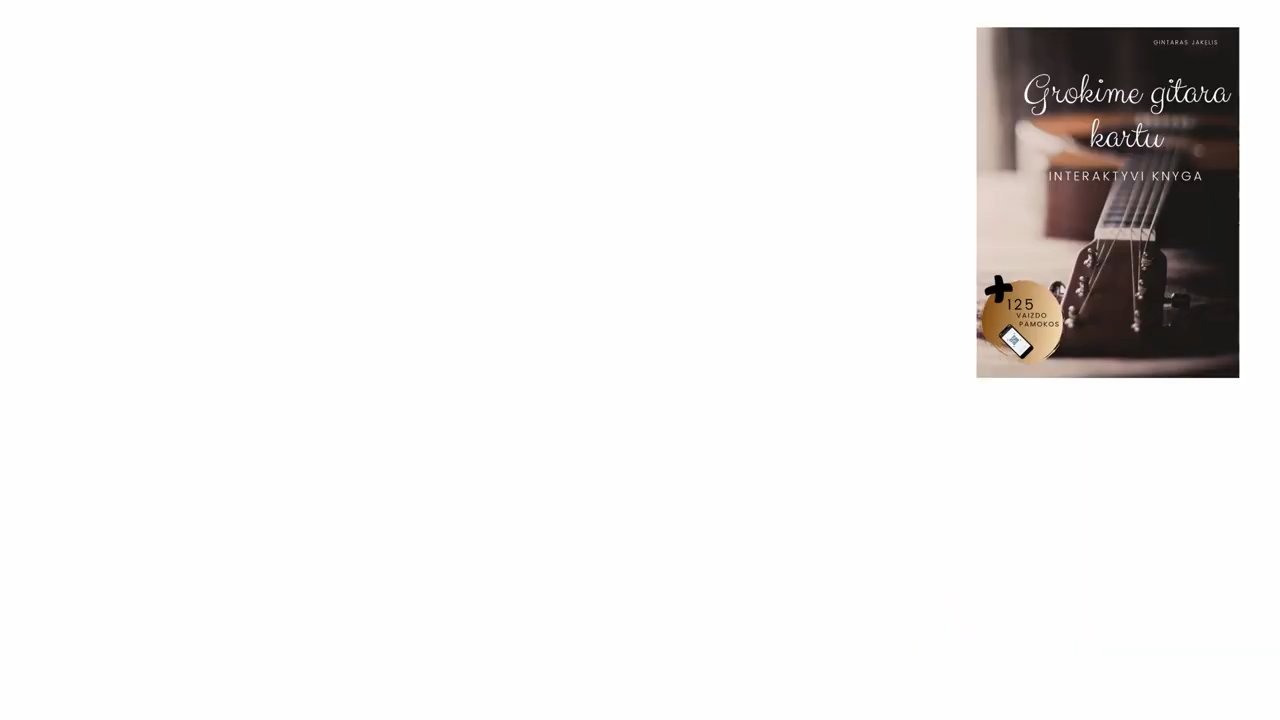 GINTARAS JAKELIS
Grokime gitara
kartu
INTERAKTYVI KNYGA
125
VAIZDO
PAMOKOS